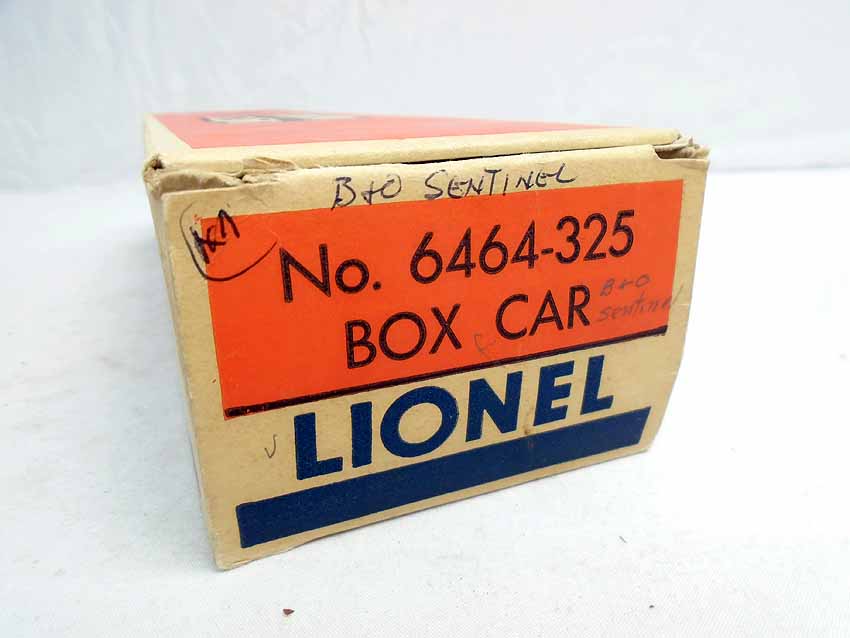 B+O SENTINEL
No. 6464-325
BOX CAR
B+O
sentinel
LIONEL